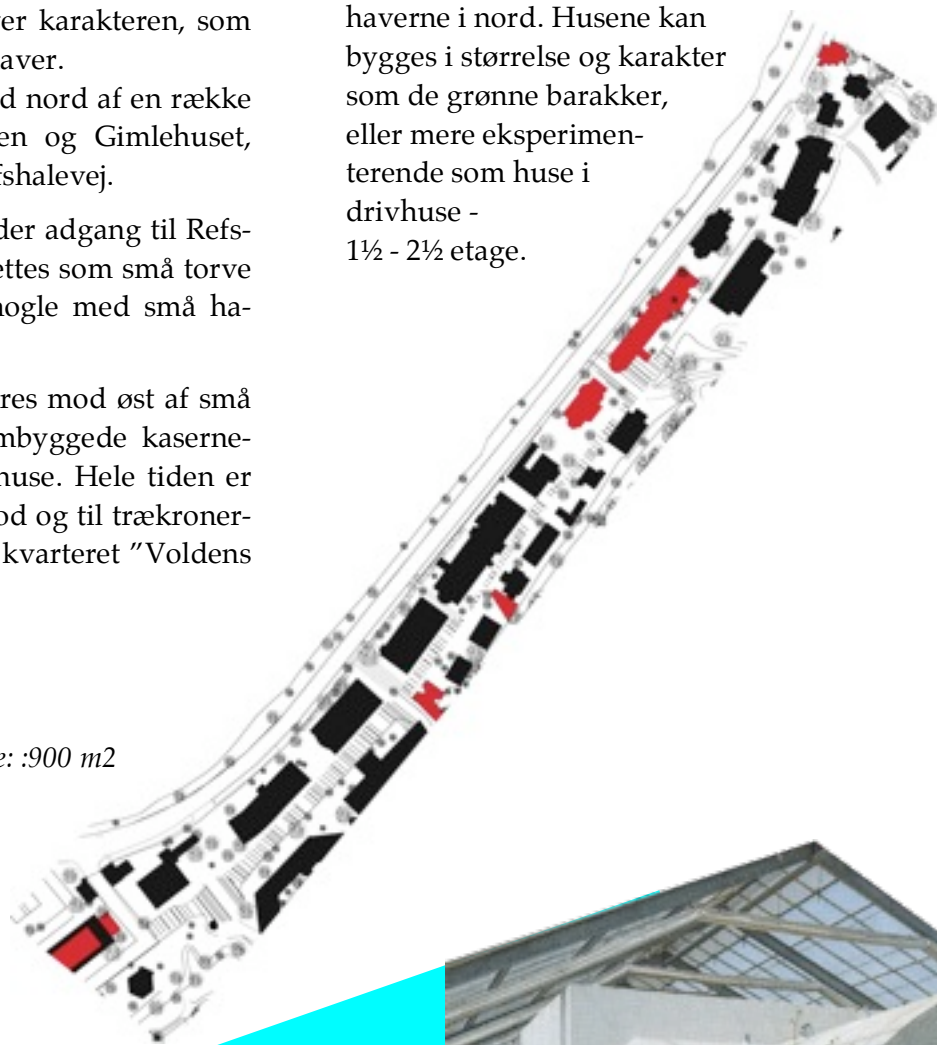 ver karakteren, som
aver.
d nord af en række
en og Gimlehuset,
fshalevej.
der adgang til Refs-
ettes som små torve
nogle med små ha-
res mod øst af små
mbyggede kaserne-
huse. Hele tiden er
od og til trækroner-
kvarteret ”Voldens
e: :900 m2
haverne i nord. Husene kan
bygges i størrelse og karakter
som de grønne barakker,
eller mere eksperimen-
terende som huse i
drivhuse -
1½ - 2½ etage.